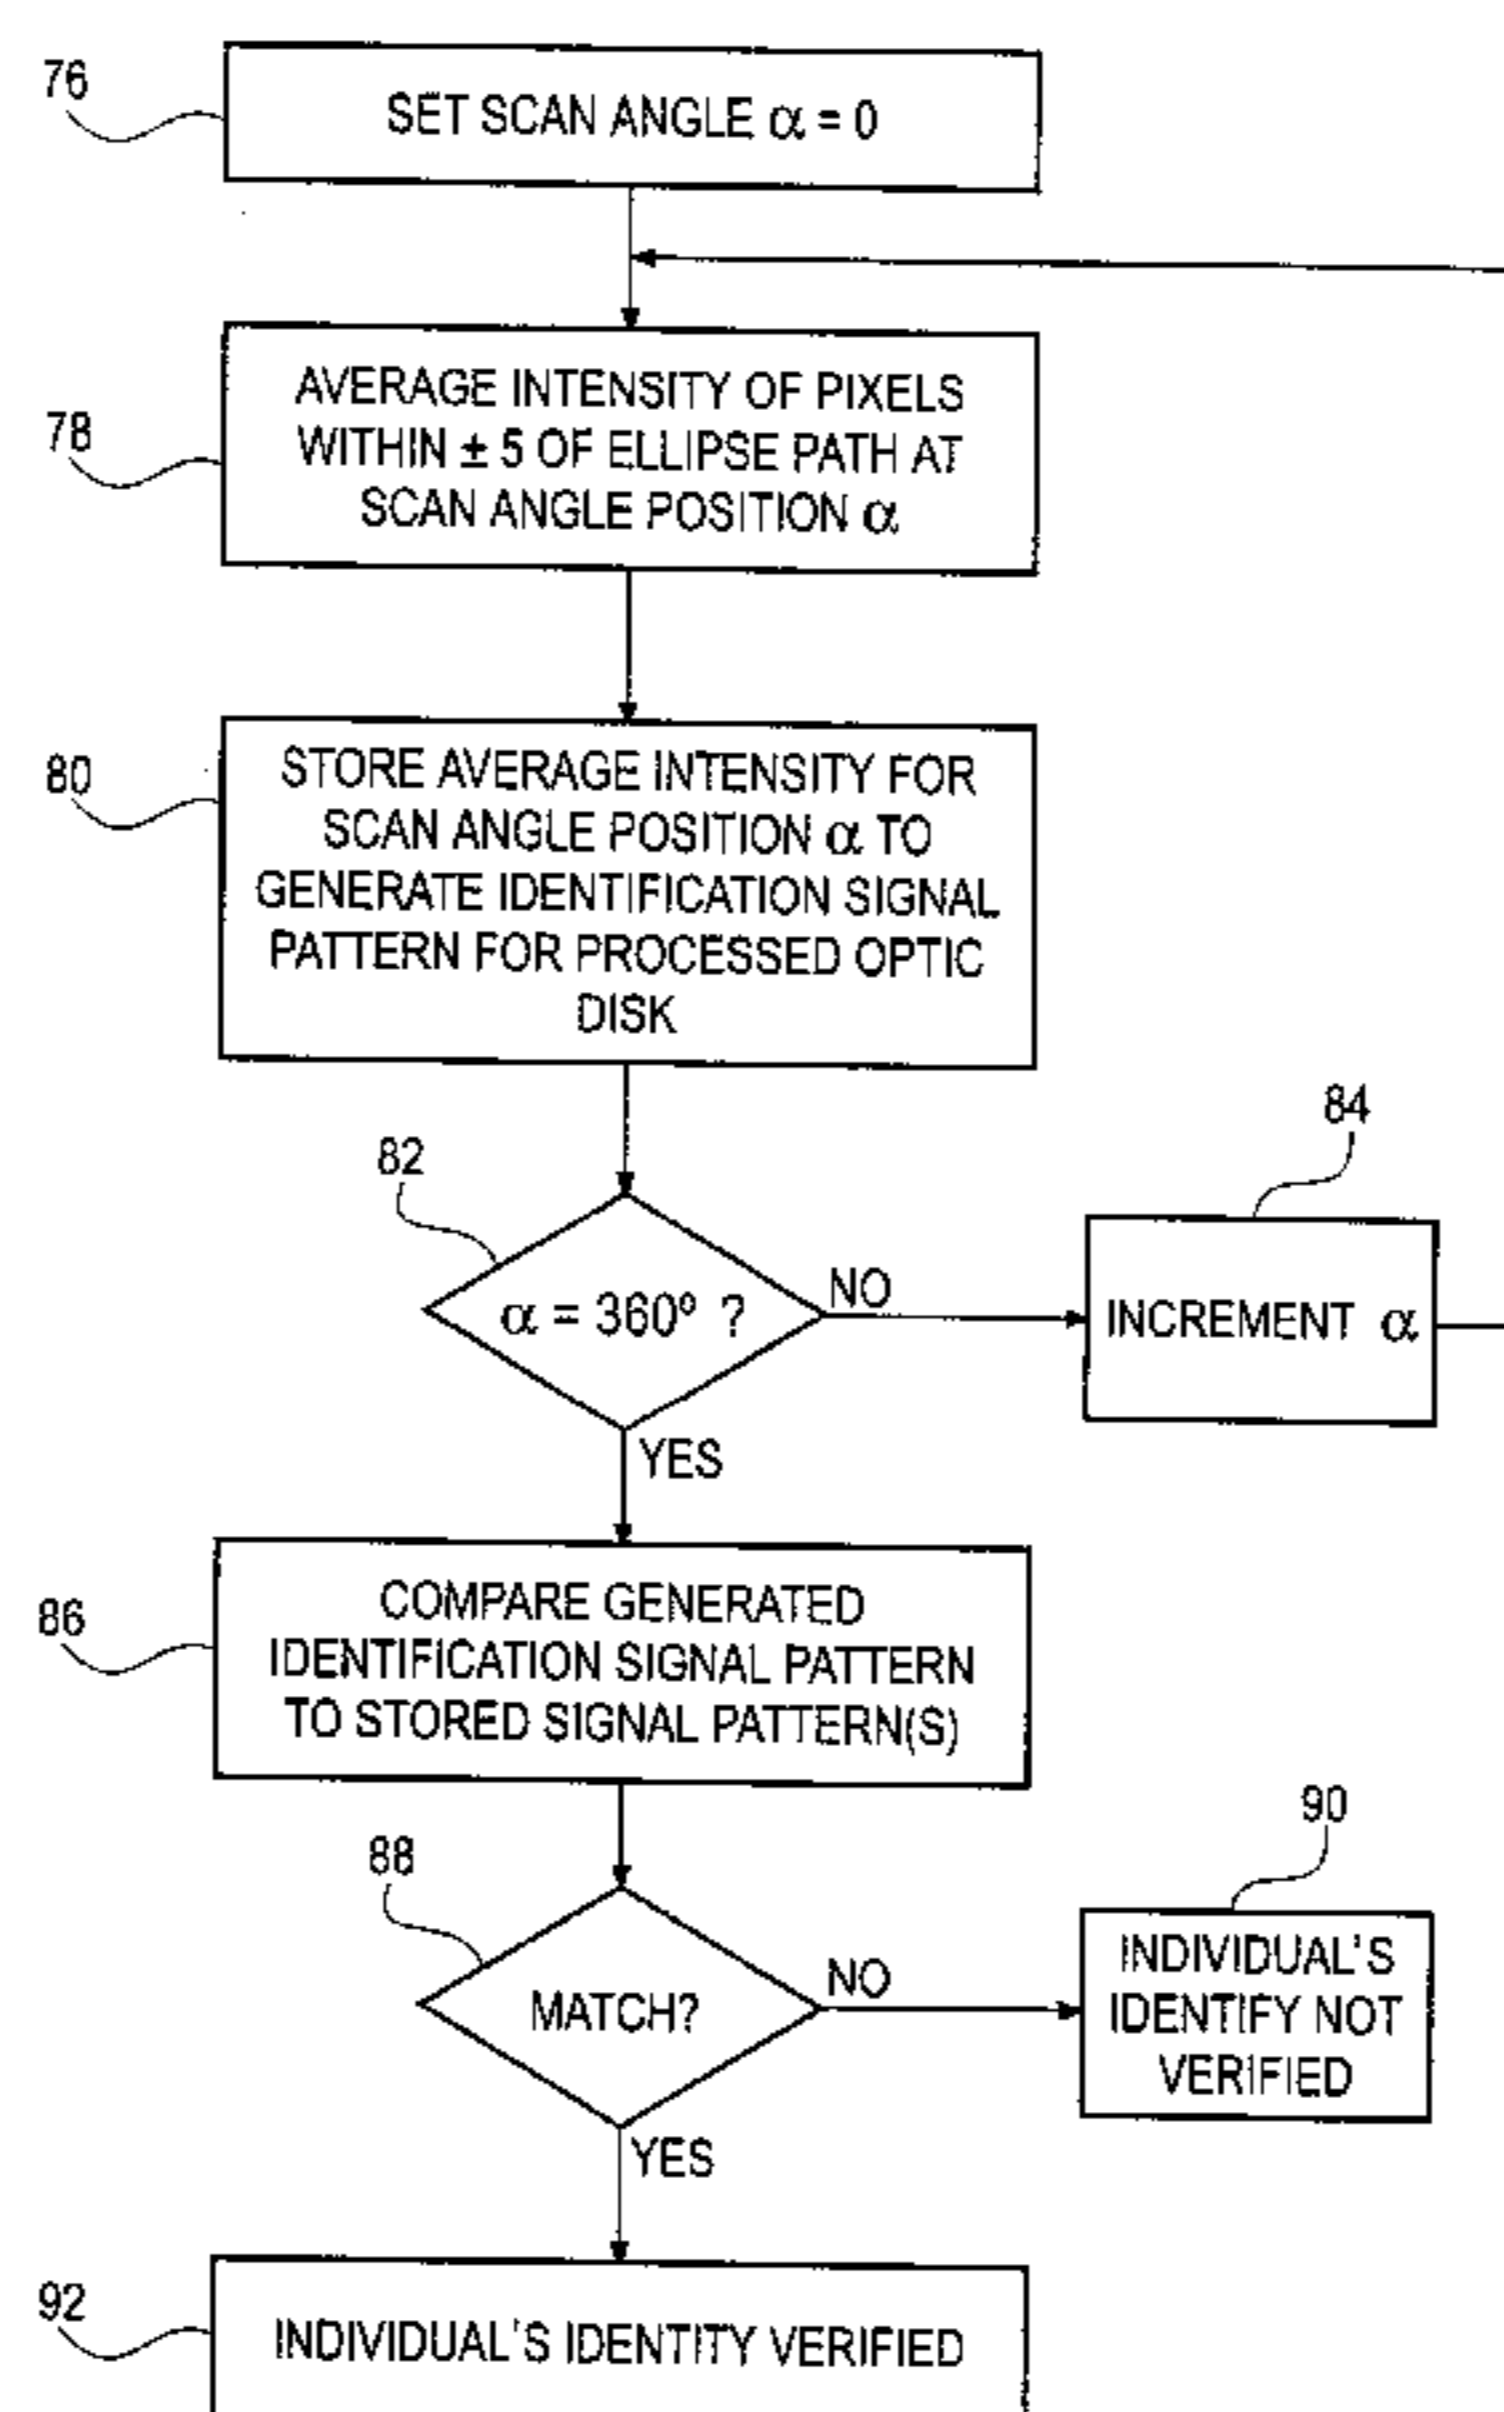 76
SET SCAN ANGLE α = 0
78
AVERAGE INTENSITY OF PIXELS
WITHIN ± 5 OF ELLIPSE PATH AT
SCAN ANGLE POSITION α
80
STORE AVERAGE INTENSITY FOR
SCAN ANGLE POSITION α TO
GENERATE IDENTIFICATION SIGNAL
PATTERN FOR PROCESSED OPTIC
DISK
82
α = 360º ?
NO
84
INCREMENT α
YES
86
COMPARE GENERATED
IDENTIFICATION SIGNAL PATTERN
TO STORED SIGNAL PATTERN(S)
88
MATCH?
NO
90
INDIVIDUAL'S
IDENTIFY NOT
VERIFIED
YES
92
INDIVIDUAL'S IDENTITY VERIFIED